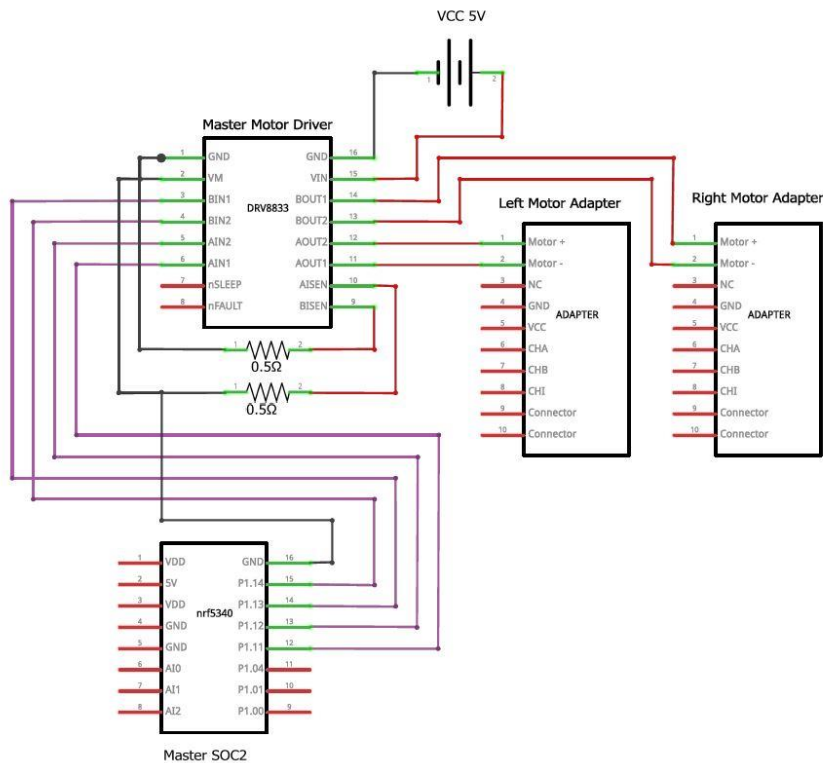 VCC 5V
1
2
Master Motor Driver
DRV8833
1 GND
2 VM
3 BIN1
4 BIN2
5 AIN2
6 AIN1
7 nSLEEP
8 nFAULT
GND 16
VIN 15
BOUT1 14
BOUT2 13
AOUT2 12
AOUT1 11
AISEN 10
BISEN 9
Left Motor Adapter
1 Motor +
2 Motor -
3 NC
4 GND
ADAPTER
5 VCC
6 CHA
7 CHB
8 CHI
9 Connector
10 Connector
Right Motor Adapter
1 Motor +
2 Motor -
3 NC
4 GND
ADAPTER
5 VCC
6 CHA
7 CHB
8 CHI
9 Connector
10 Connector
1 2
0.5Ω
1 2
0.5Ω
nrf5340
1 VDD
2 5V
3 VDD
4 GND
5 GND
6 AI0
7 AI1
8 AI2
GND 16
P1.14 15
P1.13 14
P1.12 13
P1.11 12
P1.04 11
P1.01 10
P1.00 9
Master SOC2